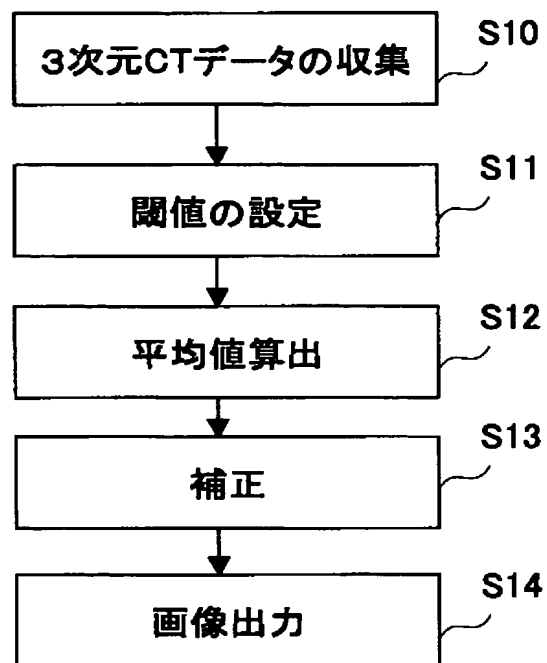 3次元CTデータの収集
S10
閾値の設定
S11
平均値算出
S12
補正
S13
画像出力
S14